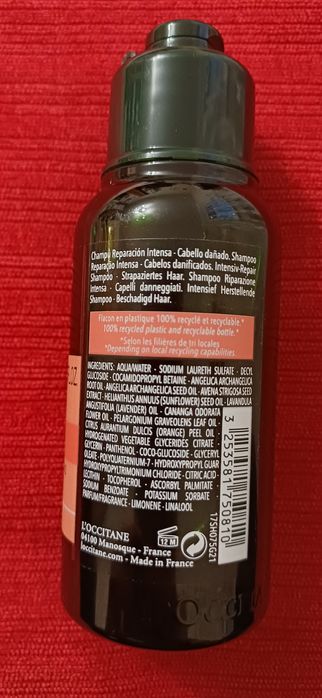 Champú Reparación Intensa - Cabello dañado. Shampoo
Reparação Intensa - Cabelos danificados. Intensiv-Repair
Shampoo - Strapaziertes Haar. Shampoo Riparazione
Intensa - Capelli danneggiati. Intensief Herstellende
Shampoo - Beschadigd Haar.
Flacon en plastique 100% recyclé et recyclable.*
100% recycled plastic and recyclable bottle.*
*Selon les filières de tri locales
*Depending on local recycling capabilities
OZ.
INGREDIENTS: AQUA/WATER - SODIUM LAURETH SULFATE - DECYL
GLUCOSIDE - COCAMIDOPROPYL BETAINE - ANGELICA ARCHANGELICA
ROOT OIL - ANGELICA ARCHANGELICA SEED OIL - AVENA STRIGOSA SEED
EXTRACT - HELIANTHUS ANNUUS (SUNFLOWER) SEED OIL - LAVANDULA
ANGUSTIFOLIA (LAVENDER) OIL - CANANGA ODORATA
FLOWER OIL - PELARGONIUM GRAVEOLENS LEAF OIL -
CITRUS AURANTIUM DULCIS (ORANGE) PEEL OIL -
HYDROGENATED VEGETABLE GLYCERIDES CITRATE -
GLYCERIN - PANTHENOL - COCO-GLUCOSIDE - GLYCERYL
OLEATE - POLYQUATERNIUM-7 - HYDROXYPROPYL GUAR
HYDROXYPROPYLTRIMONIUM CHLORIDE - CITRIC ACID -
LECITHIN - TOCOPHEROL - ASCORBYL PALMITATE -
SODIUM BENZOATE - POTASSIUM SORBATE -
PARFUM/FRAGRANCE - LIMONENE - LINALOOL
3 253581 750810
175H075G21
L'OCCITANE
04100 Manosque - France
loccitane.com - Made in France
12 M